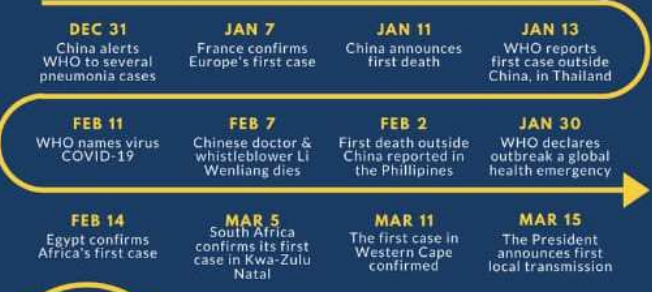 DEC 31
China alerts
WHO to several
pneumonia cases
JAN 7
France confirms
Europe's first case
JAN 11
China announces
first death
JAN 13
WHO reports
first case outside
China, in Thailand
FEB 11
WHO names virus
COVID-19
FEB 7
Chinese doctor &
whistleblower Li
Wenliang dies
FEB 2
First death outside
China reported in
the Phillipines
JAN 30
WHO declares
outbreak a global
health emergency
FEB 14
Egypt confirms
Africa's first case
MAR 5
South Africa
confirms its first
case in Kwa-Zulu
Natal
MAR 11
The first case in
Western Cape
confirmed
MAR 15
The President
announces first
local transmission